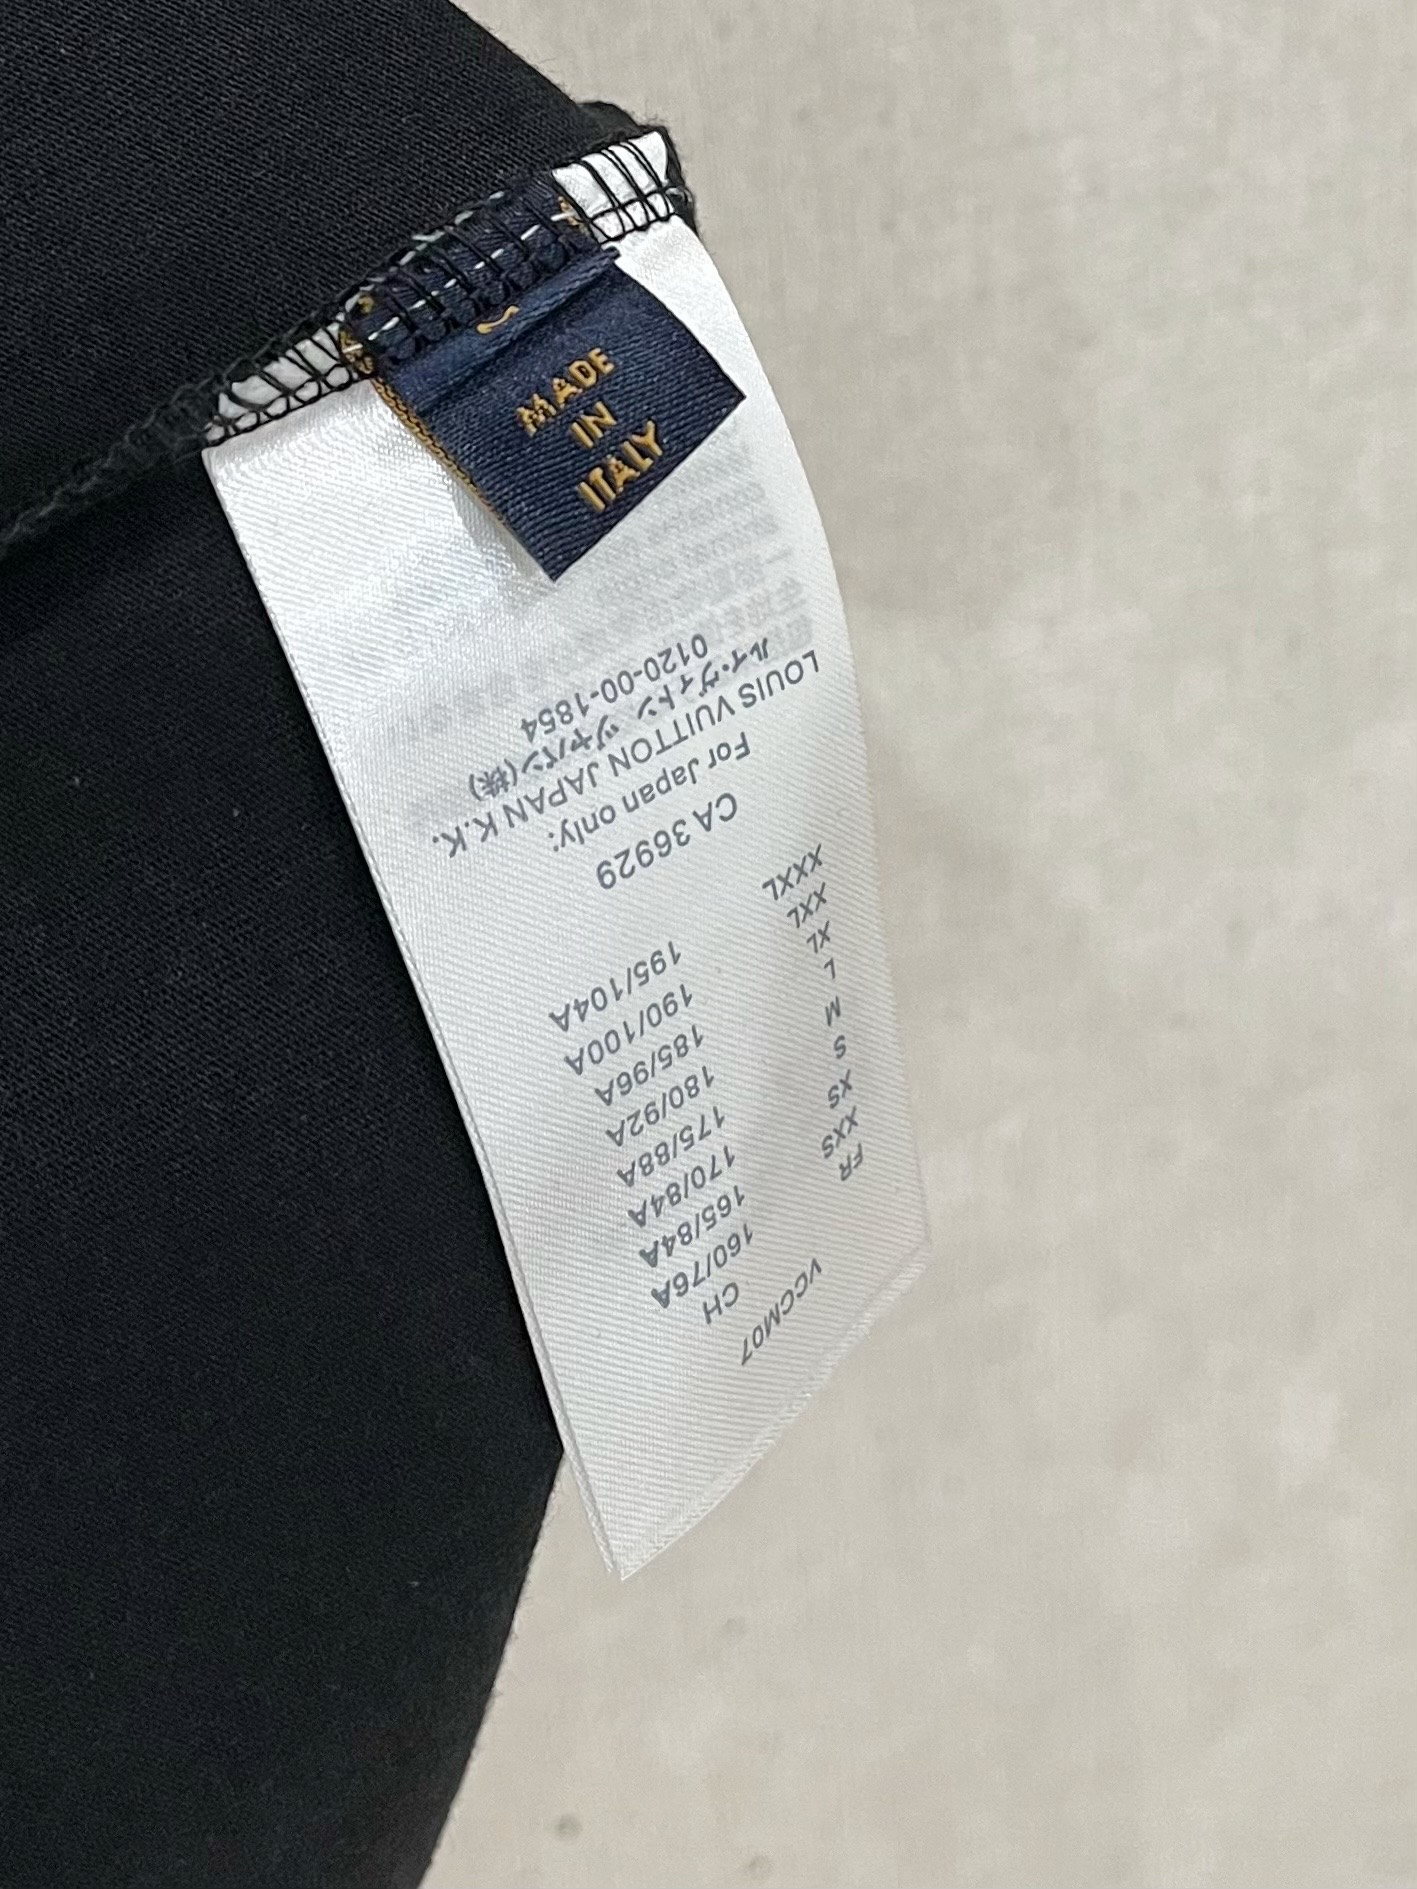 MADE
IN
ITALY
VCCM07
FR CH
XXS 160/76A
XS 165/84A
S 170/84A
M 175/88A
L 180/92A
XL 185/96A
XXL 190/100A
XXXL 195/104A
CA 36929
For Japan only:
LOUIS VUITTON JAPAN K.K.
ルイ・ヴィトン ジャパン(株)
0120-00-1854